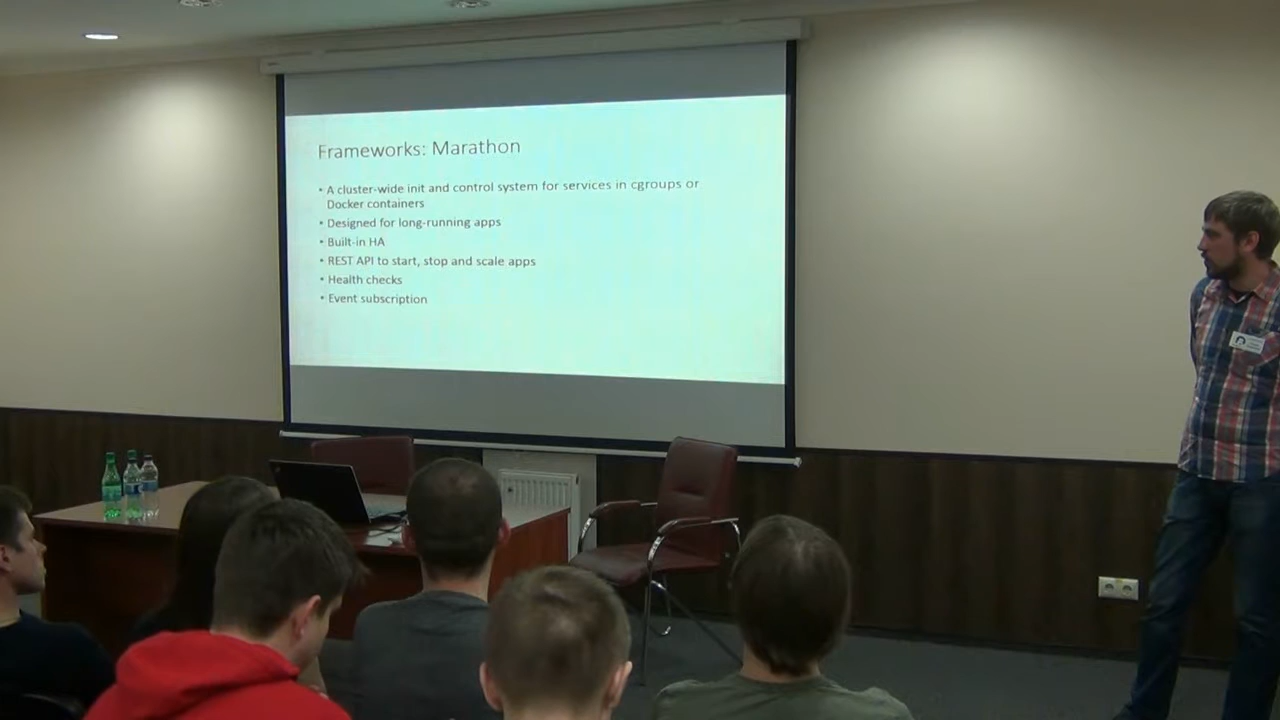 Frameworks: Marathon
• A cluster-wide init and control system for services in cgroups or
Docker containers
• Designed for long-running apps
• Built-in HA
• REST API to start, stop and scale apps
• Health checks
• Event subscription